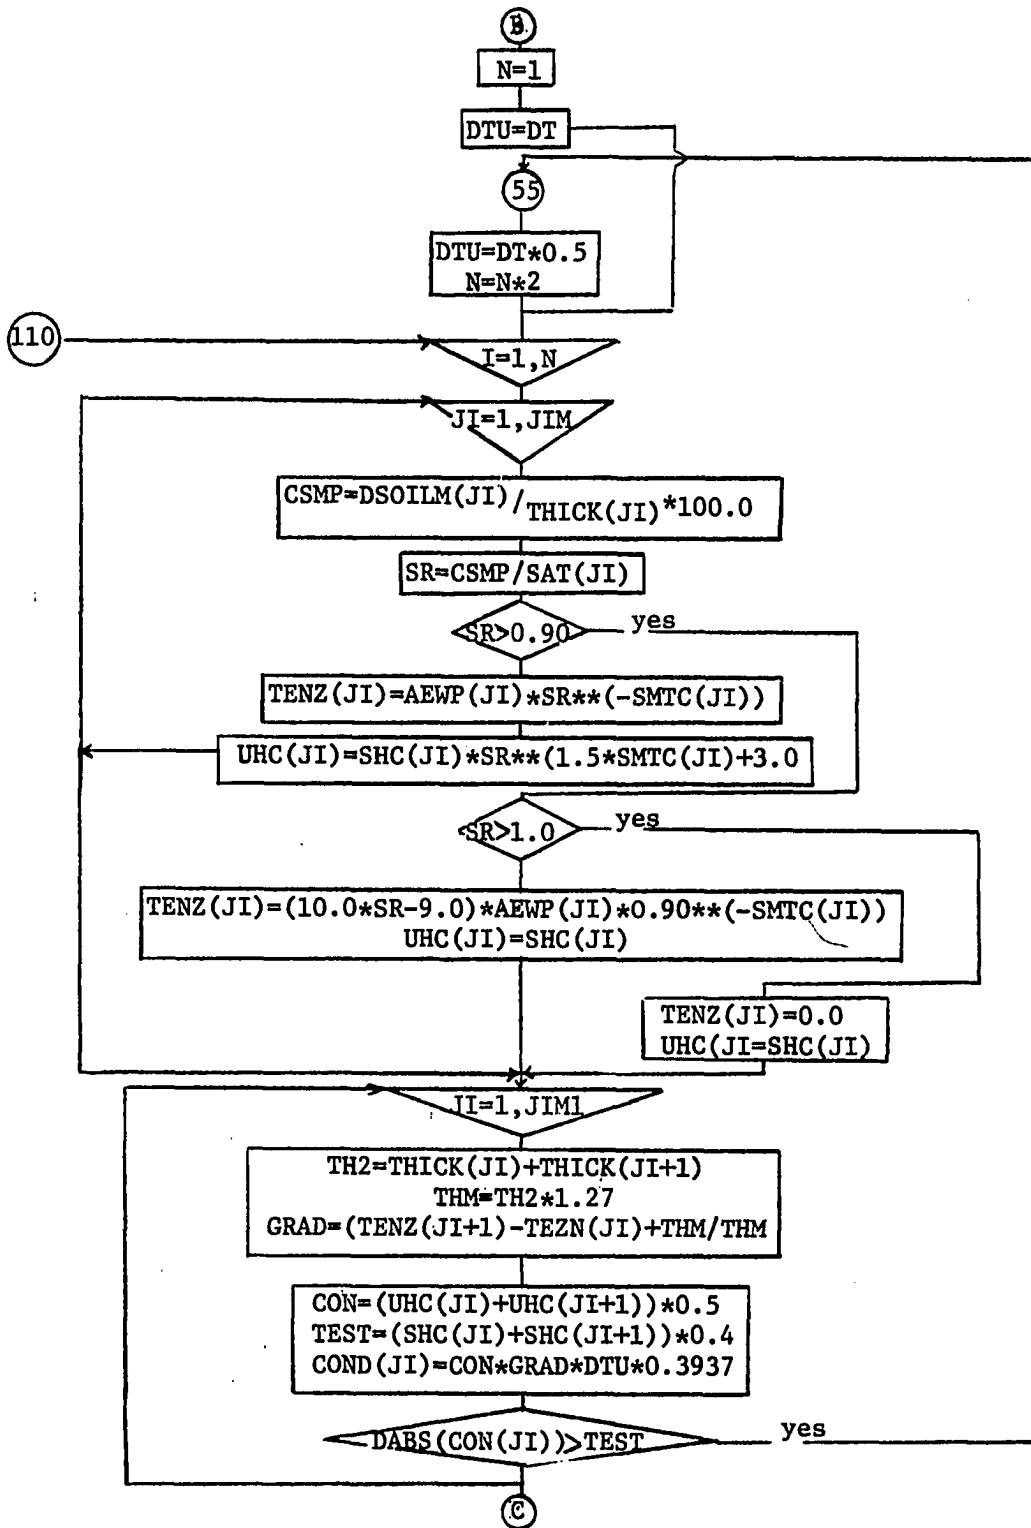 B
N=1
DTU=DT
55
DTU=DT*0.5
N=N*2
110
I=1,N
JI=1,JIM
CSMP=DSOILM(JI)/THICK(JI)*100.0
SR=CSMP/SAT(JI)
SR>0.90
yes
TENZ(JI)=AEWP(JI)*SR**(-SMTC(JI))
UHC(JI)=SHC(JI)*SR**(1.5*SMTC(JI)+3.0
SR>1.0
yes
TENZ(JI)=(10.0*SR-9.0)*AEWP(JI)*0.90**(-SMTC(JI))
UHC(JI)=SHC(JI)
TENZ(JI)=0.0
UHC(JI=SHC(JI)
JI=1,JIM1
TH2=THICK(JI)+THICK(JI+1)
THM=TH2*1.27
GRAD=(TENZ(JI+1)-TEZN(JI)+THM/THM
CON=(UHC(JI)+UHC(JI+1))*0.5
TEST=(SHC(JI)+SHC(JI+1))*0.4
COND(JI)=CON*GRAD*DTU*0.3937
DABS(CON(JI))>TEST
yes
C